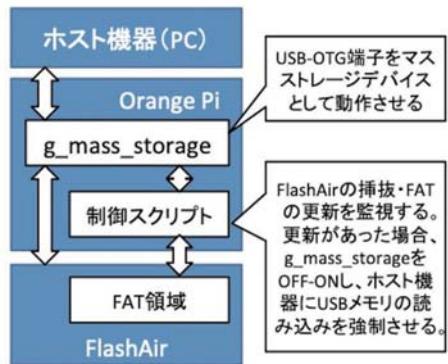 ホスト機器（PC）
USB-OTG端子をマス
ストレージデバイス
として動作させる
Orange Pi
g_mass_storage
制御スクリプト
FlashAirの挿抜・FAT
の更新を監視する。
更新があった場合、
g_mass_storageを
OFF-ONし、ホスト機
器にUSBメモリの読
み込みを強制させる。
FAT領域
FlashAir